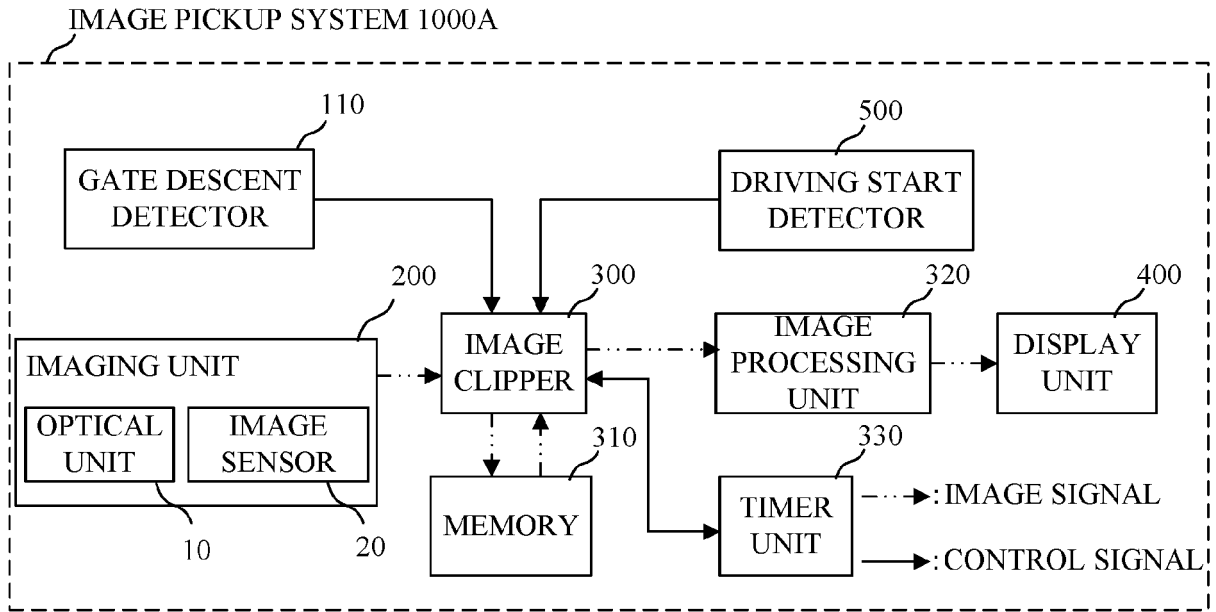 IMAGE PICKUP SYSTEM 1000A
110
500
GATE DESCENT
DETECTOR
DRIVING START
DETECTOR
200
300
320
400
IMAGING UNIT
OPTICAL
UNIT
IMAGE
SENSOR
IMAGE
CLIPPER
IMAGE
PROCESSING
UNIT
DISPLAY
UNIT
10
20
310
330
MEMORY
TIMER
UNIT
: IMAGE SIGNAL
: CONTROL SIGNAL